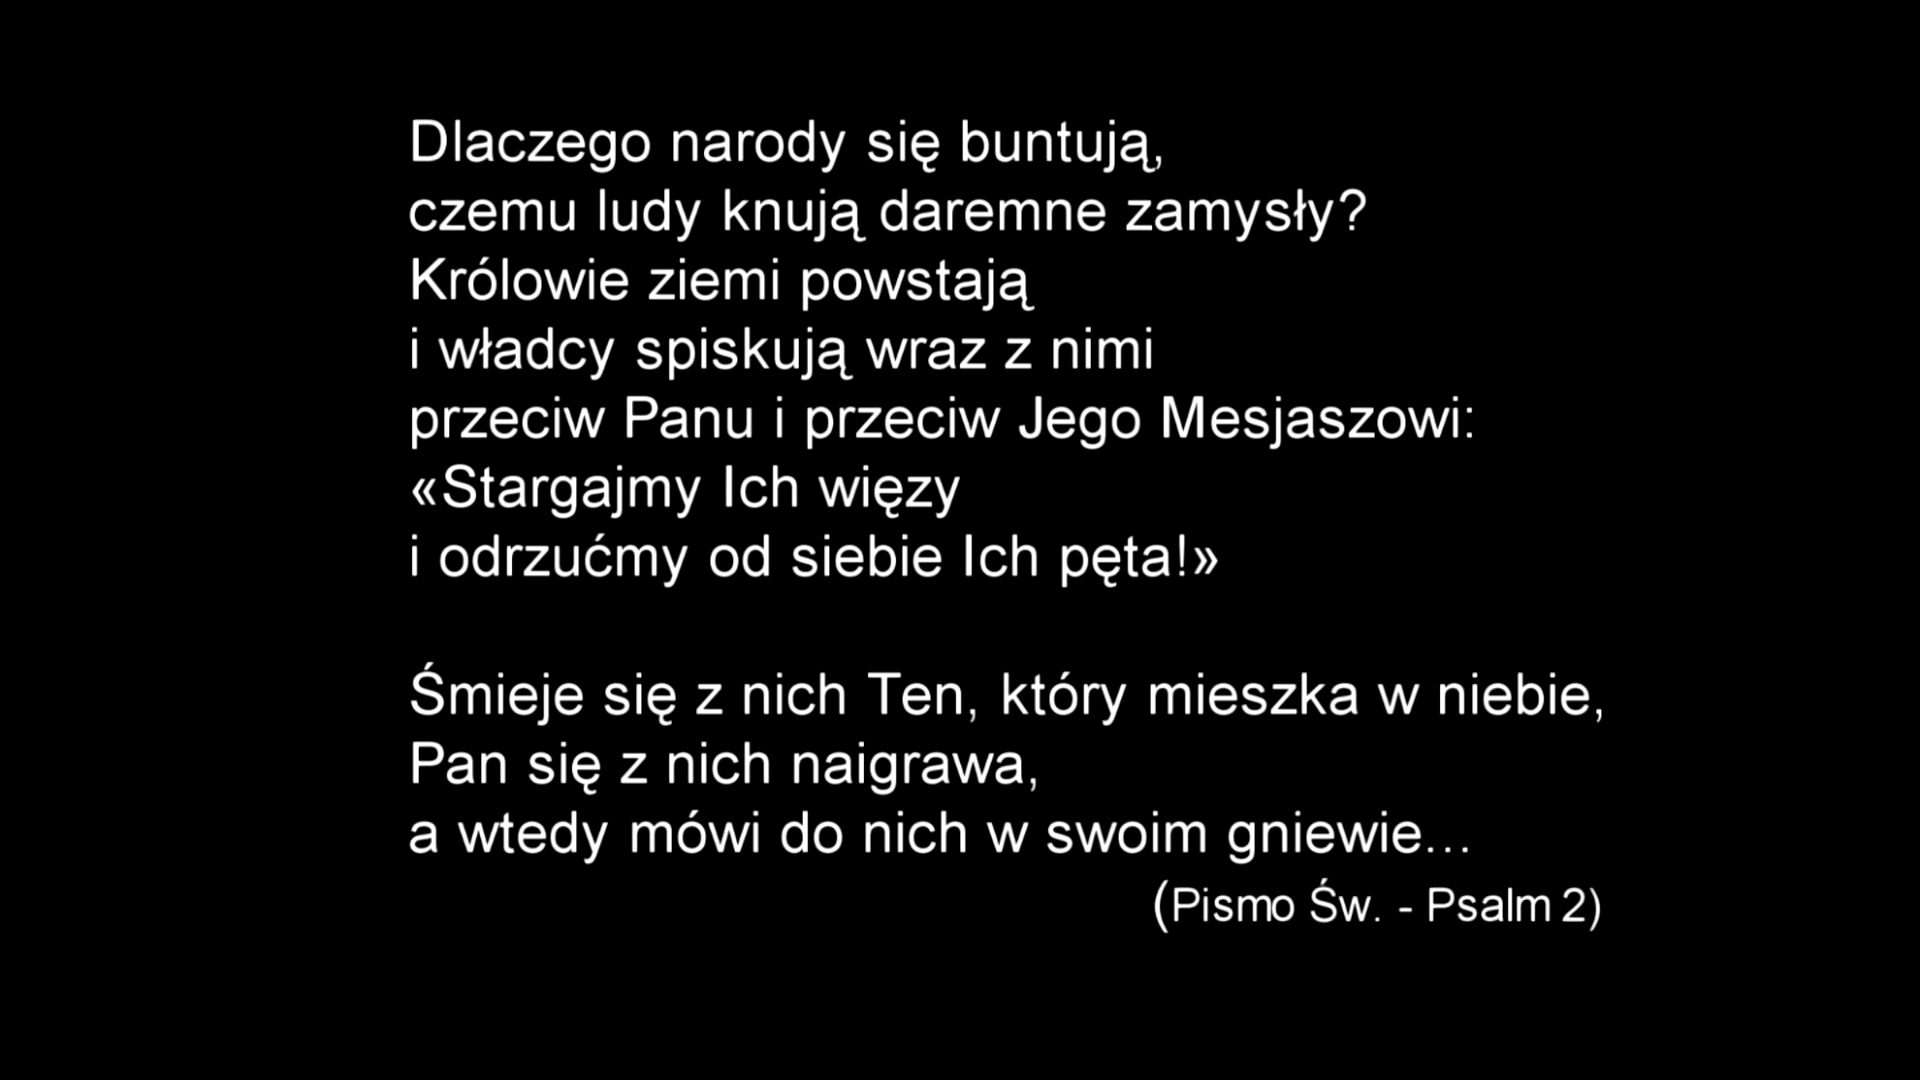 Dlaczego narody się buntują,
czemu ludy knują daremne zamysły?
Królowie ziemi powstają
i władcy spiskują wraz z nimi
przeciw Panu i przeciw Jego Mesjaszowi:
«Stargajmy Ich więzy
i odrzućmy od siebie Ich pęta!»
Śmieje się z nich Ten, który mieszka w niebie,
Pan się z nich naigrawa,
a wtedy mówi do nich w swoim gniewie...
(Pismo Św. - Psalm 2)